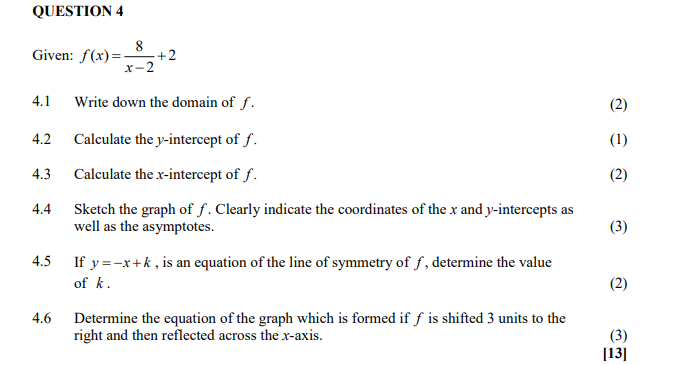 QUESTION 4
Given: f(x) = 8/(x−2) + 2
4.1 Write down the domain of f. (2)
4.2 Calculate the y-intercept of f. (1)
4.3 Calculate the x-intercept of f. (2)
4.4 Sketch the graph of f. Clearly indicate the coordinates of the x and y-intercepts as
well as the asymptotes. (3)
4.5 If y = −x + k , is an equation of the line of symmetry of f, determine the value
of k. (2)
4.6 Determine the equation of the graph which is formed if f is shifted 3 units to the
right and then reflected across the x-axis. (3)
[13]